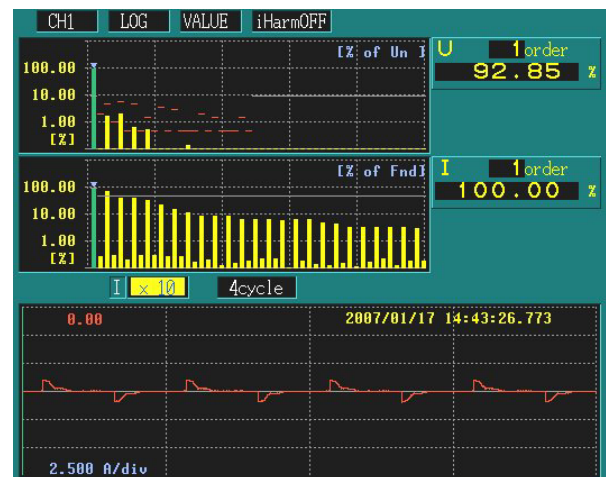 CH1 LOG VALUE iHarmOFF
[% of Un ] U 1 order
100.00 92.85 %
10.00
1.00
[%]
[% of Fnd] I 1 order
100.00 100.00 %
10.00
1.00
[%]
I x 10 4cycle
0.00 2007/01/17 14:43:26.773
2.500 A/div